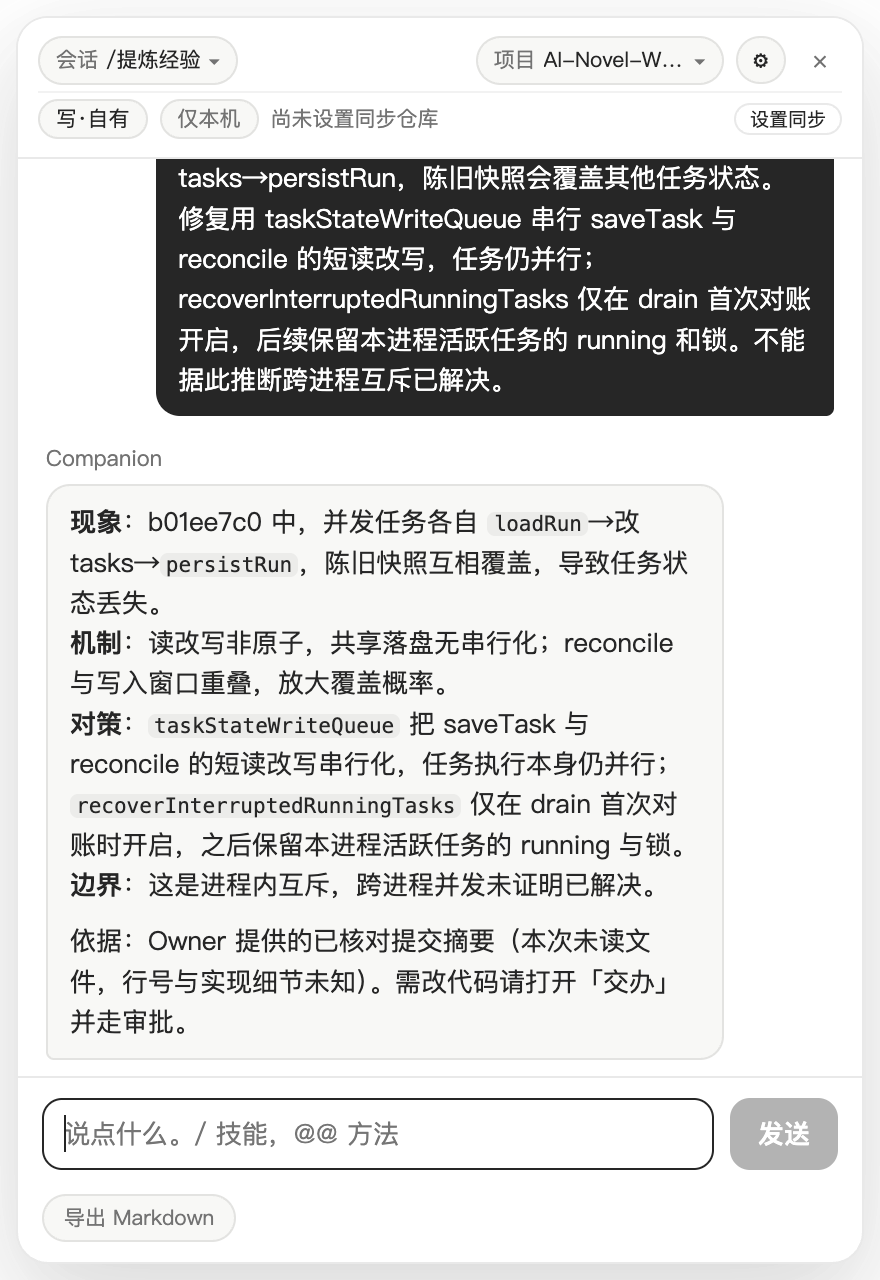 会话 /提炼经验
项目 AI-Novel-W...
写·自有
仅本机
尚未设置同步仓库
设置同步
tasks→persistRun，陈旧快照会覆盖其他任务状态。
修复用 taskStateWriteQueue 串行 saveTask 与
reconcile 的短读改写，任务仍并行；
recoverInterruptedRunningTasks 仅在 drain 首次对账
开启，后续保留本进程活跃任务的 running 和锁。不能
据此推断跨进程互斥已解决。
Companion
现象：b01ee7c0 中，并发任务各自 loadRun→改
tasks→persistRun，陈旧快照互相覆盖，导致任务状
态丢失。
机制：读改写非原子，共享落盘无串行化；reconcile
与写入窗口重叠，放大覆盖概率。
对策：taskStateWriteQueue 把 saveTask 与
reconcile 的短读改写串行化，任务执行本身仍并行；
recoverInterruptedRunningTasks 仅在 drain 首次对
账时开启，之后保留本进程活跃任务的 running 与锁。
边界：这是进程内互斥，跨进程并发未证明已解决。
依据：Owner 提供的已核对提交摘要（本次未读文
件，行号与实现细节未知）。需改代码请打开「交办」
并走审批。
说点什么。/ 技能，@@ 方法
发送
导出 Markdown